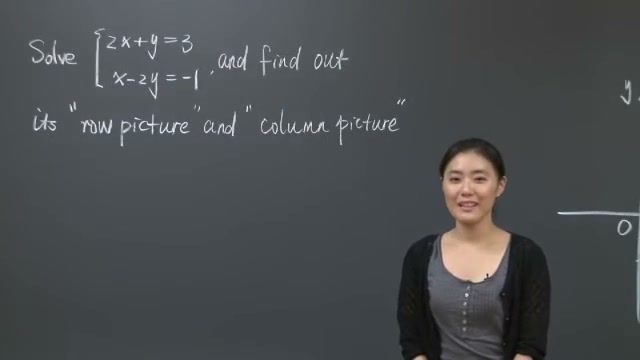 Solve { 2x+y=3
x-2y=-1, and find out
its "row picture" and "column picture"
y
0